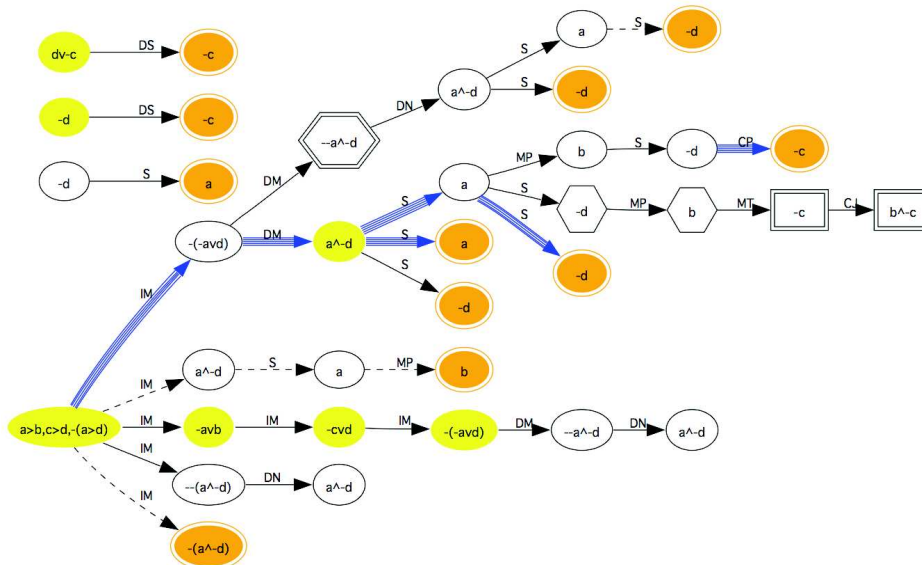 a S -d
dv-c DS -c
S
DN a^-d S -d
-d DS -c
--a^-d
MP b S -d CP -c
-d S a
DM a S
S -d MP b MT -c CJ b^-c
S
-(-avd) DM a^-d S a
S -d
IM S -d
a^-d S a MP b
IM
a>b,c>d,-(a>d) IM -avb IM -cvd IM -(-avd) DM --a^-d DN a^-d
IM
--(a^-d) DN a^-d
IM
-(a^-d)